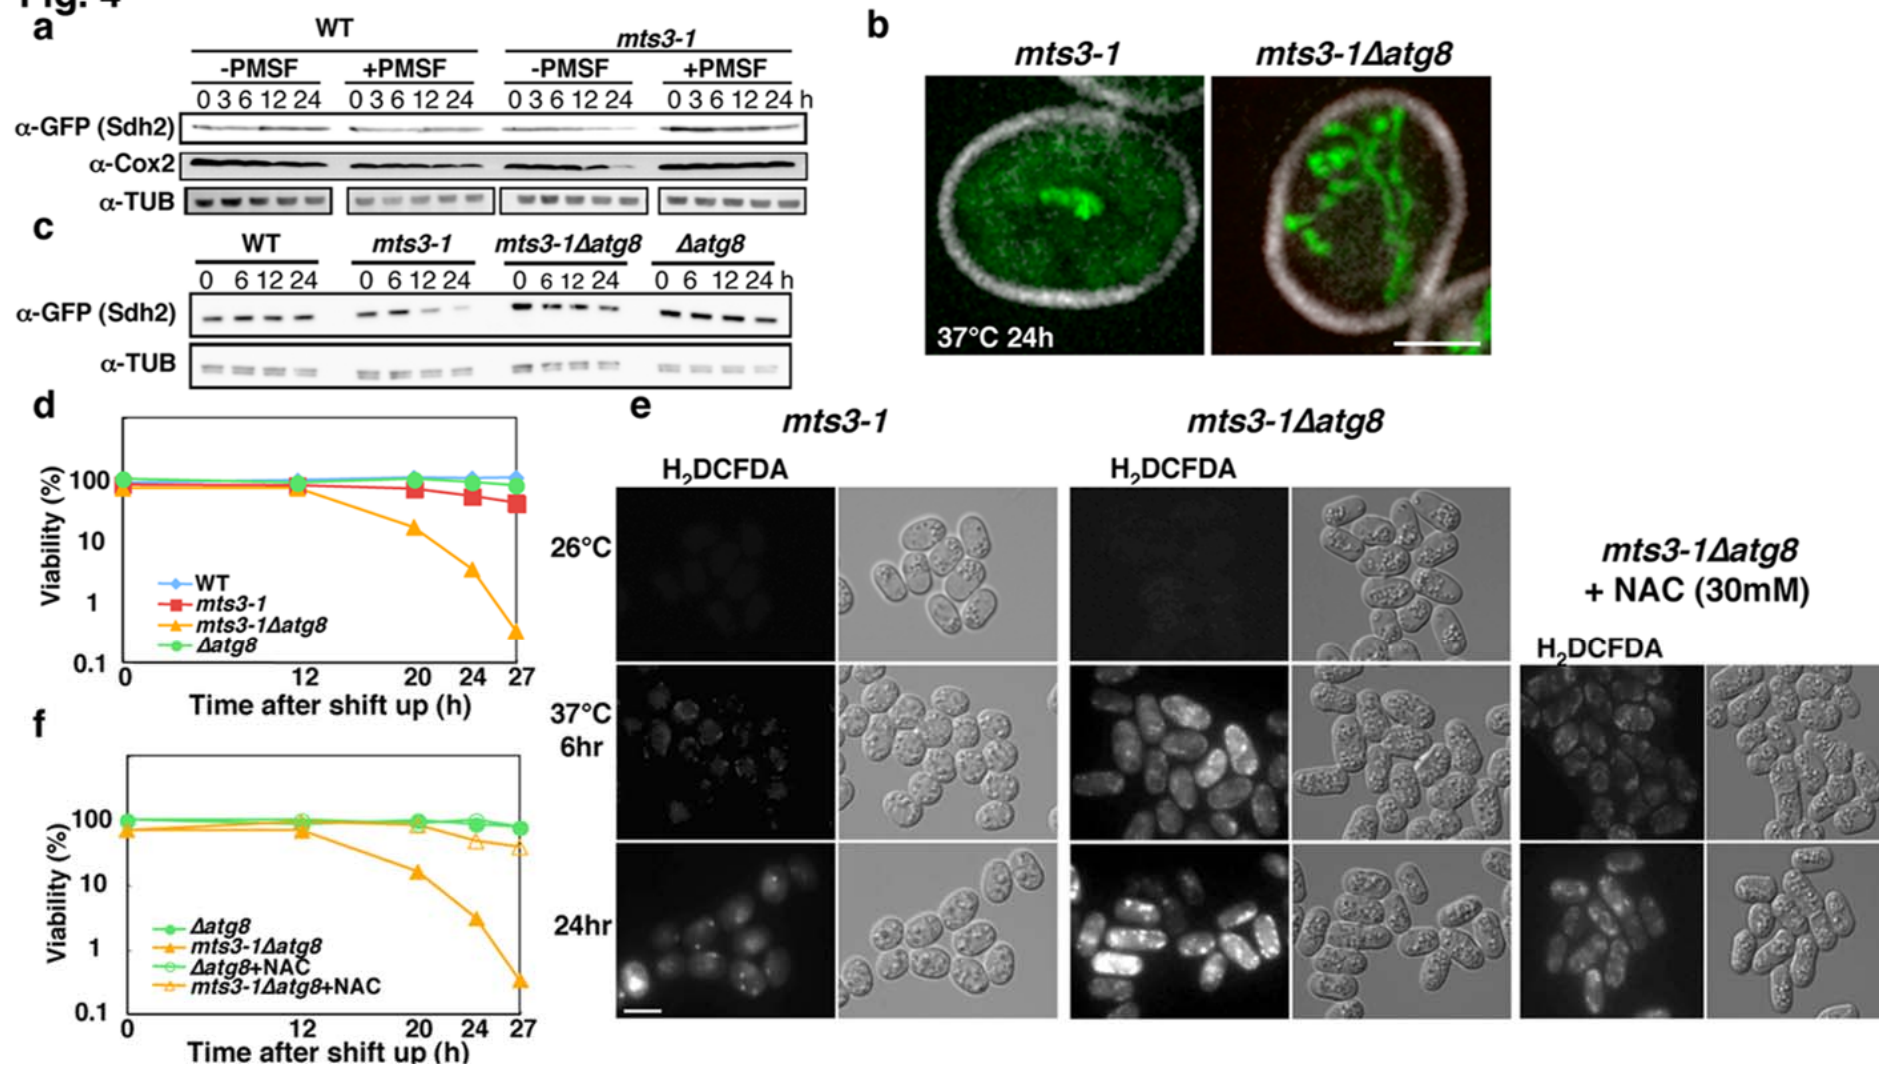 Fig. 4
a
WT
mts3-1
-PMSF +PMSF -PMSF +PMSF
0 3 6 12 24 0 3 6 12 24 0 3 6 12 24 0 3 6 12 24 h
α-GFP (Sdh2)
α-Cox2
α-TUB
b
mts3-1 mts3-1Δatg8
37°C 24h
c
WT mts3-1 mts3-1Δatg8 Δatg8
0 6 12 24 0 6 12 24 0 6 12 24 0 6 12 24 h
α-GFP (Sdh2)
α-TUB
d
Viability (%)
100
10
1
0.1
WT
mts3-1
mts3-1Δatg8
Δatg8
0 12 20 24 27
Time after shift up (h)
e
mts3-1 mts3-1Δatg8
H₂DCFDA H₂DCFDA
26°C
37°C
6hr
24hr
mts3-1Δatg8
+ NAC (30mM)
H₂DCFDA
f
Viability (%)
100
10
1
0.1
Δatg8
mts3-1Δatg8
Δatg8+NAC
mts3-1Δatg8+NAC
0 12 20 24 27
Time after shift up (h)